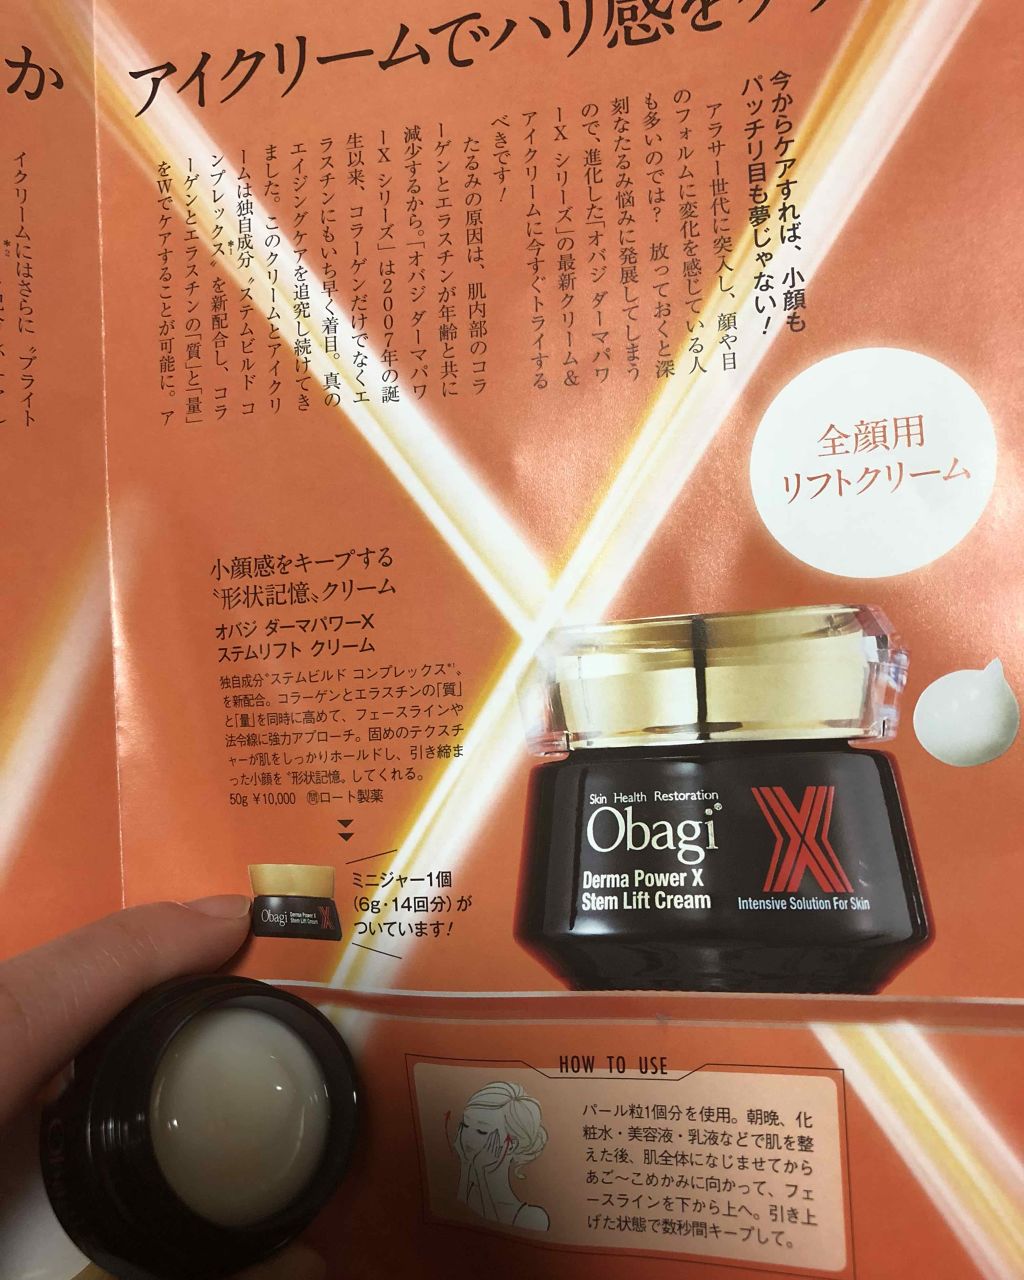 アイクリームでハリ感を
今からケアすれば、小顔も
パッチリ目も夢じゃない！
アラサー世代に突入し、顔や目
のフォルムに変化を感じている人
も多いのでは？ 放っておくと深
刻なたるみ悩みに発展してしまう
ので、進化した「オバジ ダーマパワ
ーX シリーズ」の最新クリーム&
アイクリームに今すぐトライする
べきです！
たるみの原因は、肌内部のコラ
ーゲンとエラスチンが年齢と共に
減少するから。「オバジ ダーマパワ
ーX シリーズ」は2007年の誕
生以来、コラーゲンだけでなくエ
ラスチンにもいち早く着目。真の
エイジングケアを追究し続けてき
ました。このクリームとアイクリ
ームは独自成分*1〝ステムビルド コ
ンプレックス〟を新配合し、コラ
ーゲンとエラスチンの「質」と「量」
をWでケアすることが可能に。ア
イクリームにはさらに〝ブライト
か
全顔用
リフトクリーム
小顔感をキープする
〝形状記憶〟クリーム
オバジ ダーマパワーX
ステムリフト クリーム
独自成分〝ステムビルド コンプレックス*1〟
を新配合。コラーゲンとエラスチンの「質」
と「量」を同時に高めて、フェースラインや
法令線に強力アプローチ。固めのテクスチ
ャーが肌をしっかりホールドし、引き締ま
った小顔を〝形状記憶〟してくれる。
50g ¥10,000 ㉄ロート製薬
ミニジャー1個
(6g・14回分)が
ついています！
Obagi Derma Power X
Stem Lift Cream X
Skin Health Restoration
Obagi®
Derma Power X
Stem Lift Cream
X
Intensive Solution For Skin
HOW TO USE
パール粒1個分を使用。朝晩、化
粧水・美容液・乳液などで肌を整
えた後、肌全体になじませてから
あご〜こめかみに向かって、フェ
ースラインを下から上へ。引き上
げた状態で数秒間キープして。